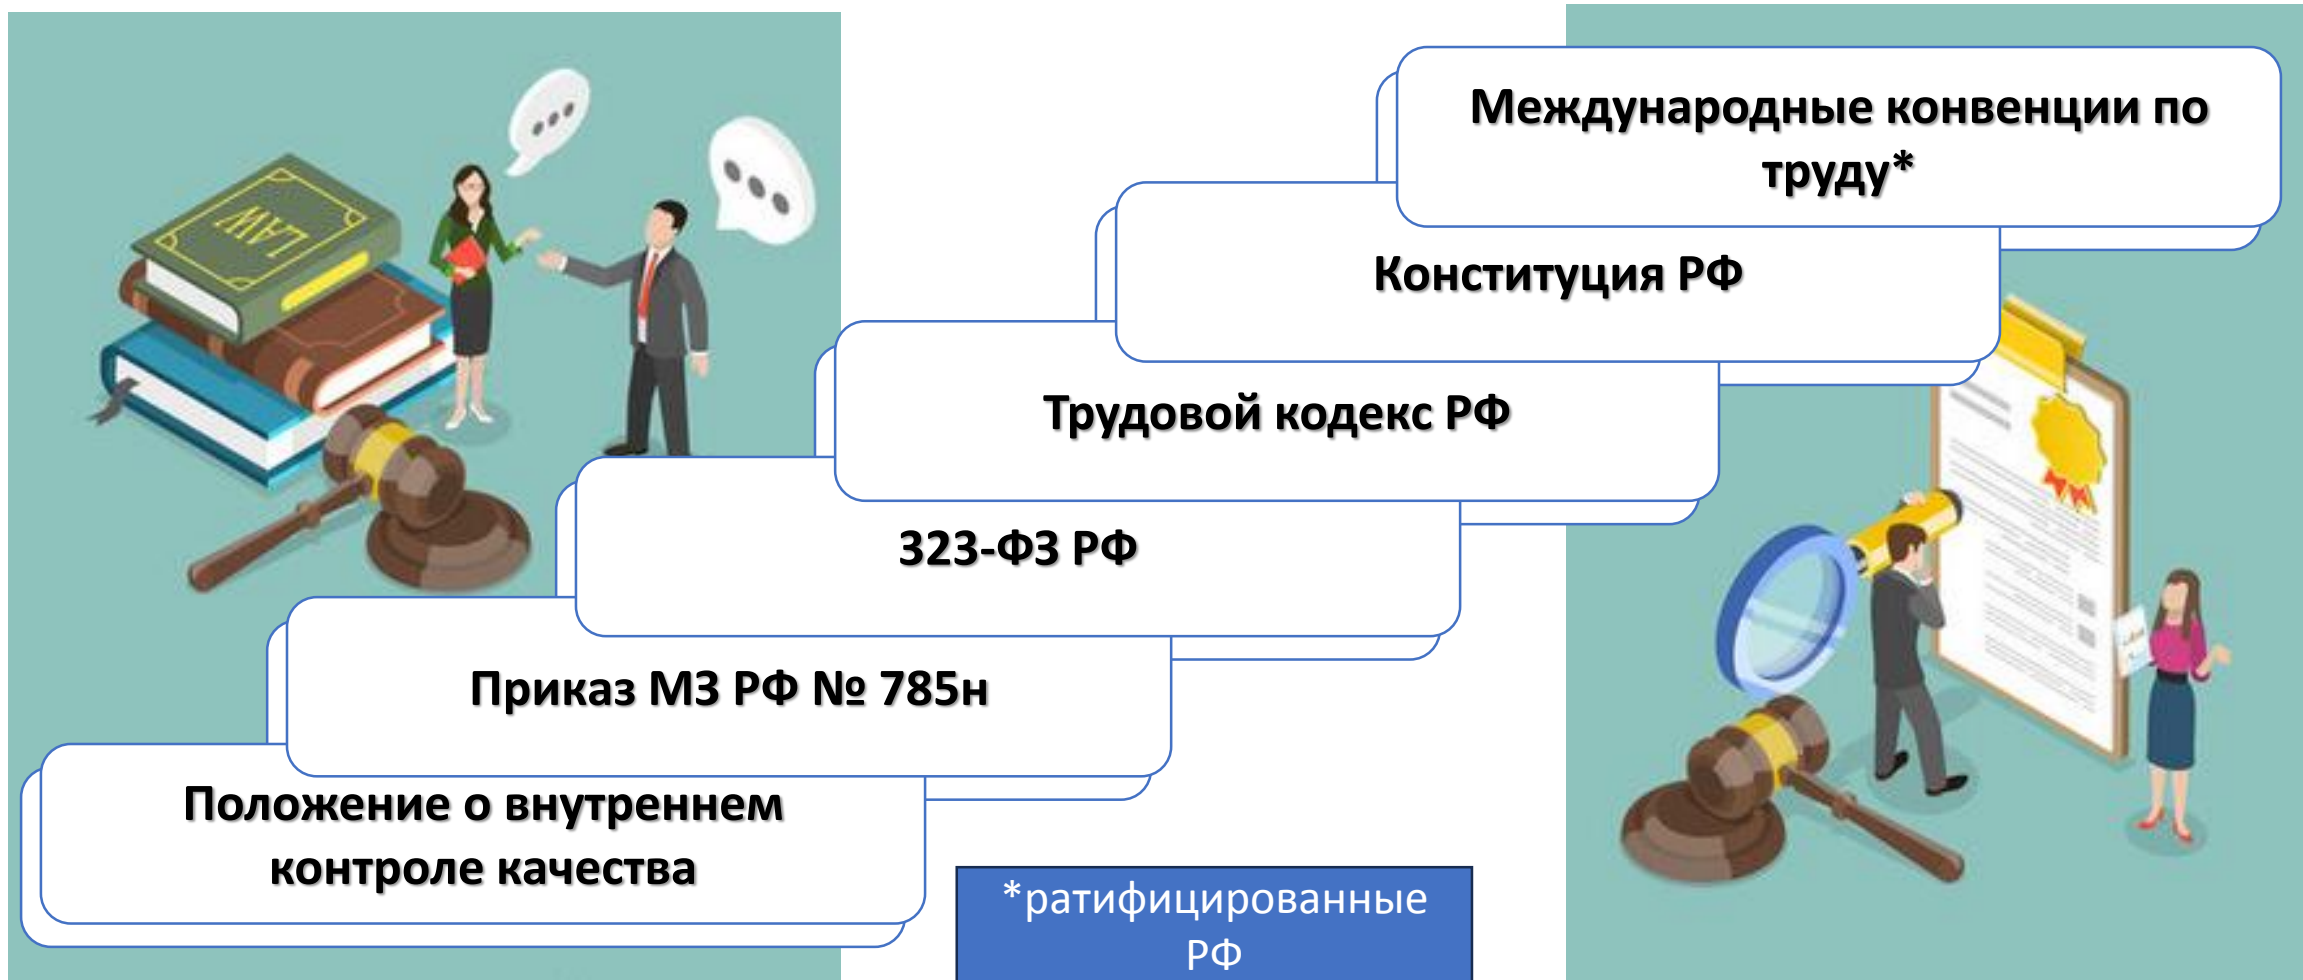 Международные конвенции по
труду*
Конституция РФ
Трудовой кодекс РФ
323-ФЗ РФ
Приказ МЗ РФ № 785н
Положение о внутреннем
контроле качества
*ратифицированные
РФ
LAW